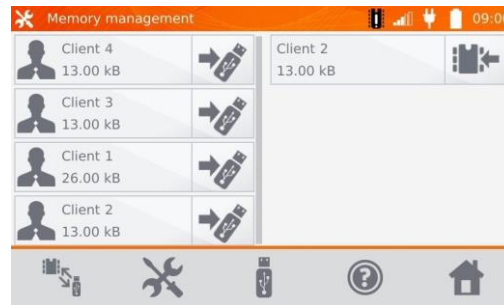 Memory management
09:00
Client 4
13.00 kB
Client 3
13.00 kB
Client 1
26.00 kB
Client 2
13.00 kB
Client 2
13.00 kB